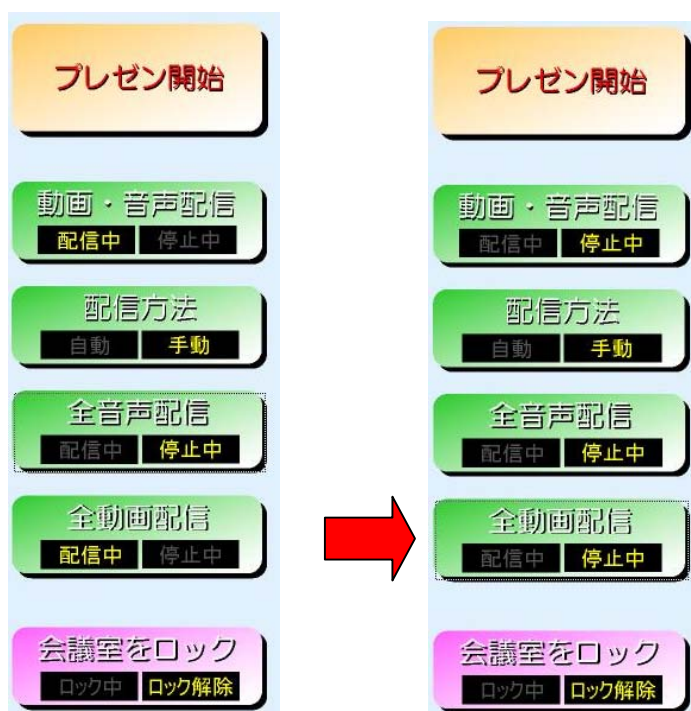 プレゼン開始
動画・音声配信
配信中 停止中
配信方法
自動 手動
全音声配信
配信中 停止中
全動画配信
配信中 停止中
会議室をロック
ロック中 ロック解除
プレゼン開始
動画・音声配信
配信中 停止中
配信方法
自動 手動
全音声配信
配信中 停止中
全動画配信
配信中 停止中
会議室をロック
ロック中 ロック解除